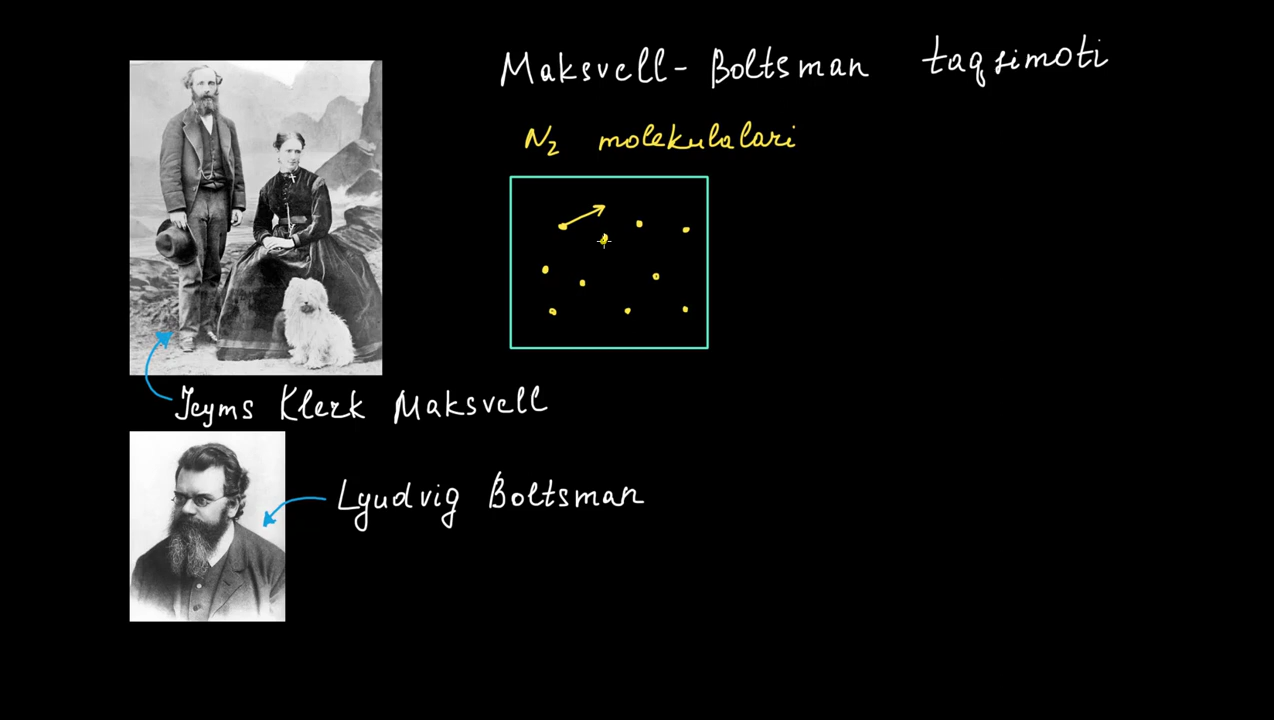 Maksvell-Boltsman taqsimoti
N₂ molekulalari
Jeyms Klerk Maksvell
Lyudvig Boltsman